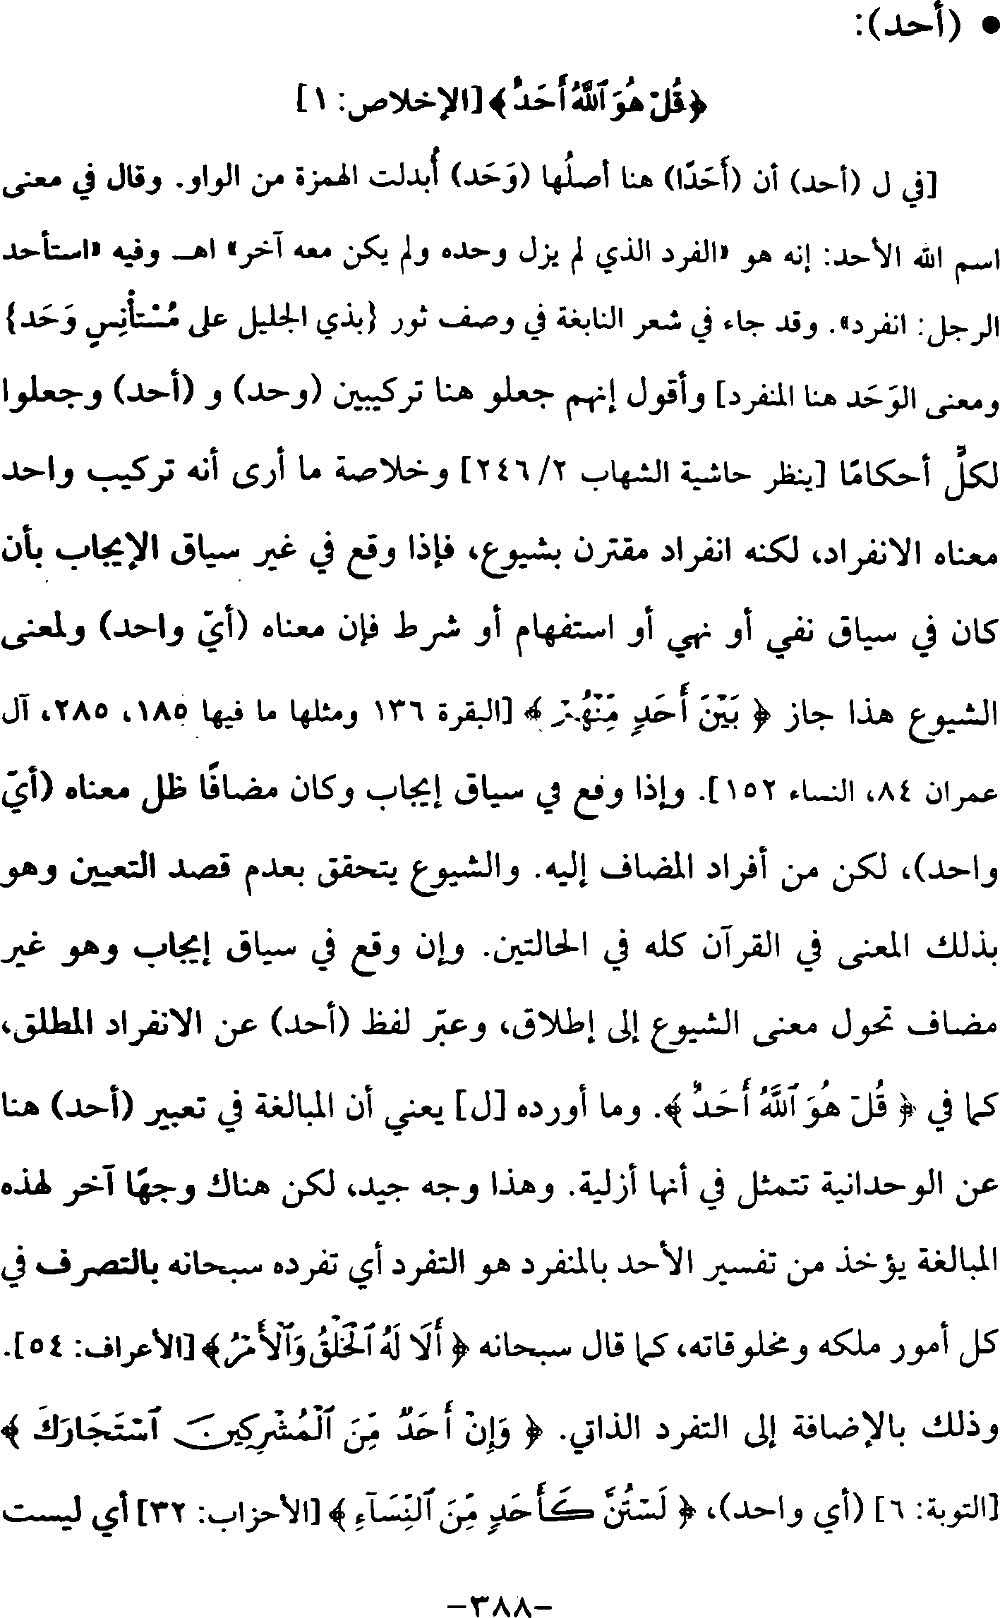 • (أحد):
﴿قُلْ هُوَ ٱللَّهُ أَحَدٌ﴾ [الإخلاص: ١]
[في ل (أحد) أن (أَحَدًا) هنا أصلُها (وَحَد) أُبدلت الهمزة من الواو. وقال في معنى
اسم الله الأحد: إنه هو «الفرد الذي لم يزل وحده ولم يكن معه آخر» اهـ وفيه «استأحد
الرجل: انفرد». وقد جاء في شعر النابغة في وصف ثور {بذي الجليل على مُسْتأنِسٍ وَحَد}
ومعنى الوَحَد هنا المنفرد] وأقول إنهم جعلو هنا تركيبين (وحد) و (أحد) وجعلوا
لكلٍّ أحكامًا [ينظر حاشية الشهاب ٢/ ٢٤٦] وخلاصة ما أرى أنه تركيب واحد
معناه الانفراد، لكنه انفراد مقترن بشيوع، فإذا وقع في غير سياق الإيجاب بأن
كان في سياق نفي أو نهي أو استفهام أو شرط فإن معناه (أيّ واحد) ولمعنى
الشيوع هذا جاز ﴿بَيْنَ أَحَدٍ مِّنْهُمْ﴾ [البقرة ١٣٦ ومثلها ما فيها ١٨٥، ٢٨٥، آل
عمران ٨٤، النساء ١٥٢]. وإذا وقع في سياق إيجاب وكان مضافًا ظل معناه (أيّ
واحد)، لكن من أفراد المضاف إليه. والشيوع يتحقق بعدم قصد التعيين وهو
بذلك المعنى في القرآن كله في الحالتين. وإن وقع في سياق إيجاب وهو غير
مضاف تحول معنى الشيوع إلى إطلاق، وعبّر لفظ (أحد) عن الانفراد المطلق،
كما في ﴿قُلْ هُوَ ٱللَّهُ أَحَدٌ﴾. وما أورده [ل] يعني أن المبالغة في تعبير (أحد) هنا
عن الوحدانية تتمثل في أنها أزلية. وهذا وجه جيد، لكن هناك وجهًا آخر لهذه
المبالغة يؤخذ من تفسير الأحد بالمنفرد هو التفرد أي تفرده سبحانه بالتصرف في
كل أمور ملكه ومخلوقاته، كما قال سبحانه ﴿أَلَا لَهُ ٱلْخَلْقُ وَٱلْأَمْرُ﴾ [الأعراف: ٥٤].
وذلك بالإضافة إلى التفرد الذاتي. ﴿وَإِنْ أَحَدٌ مِّنَ ٱلْمُشْرِكِينَ ٱسْتَجَارَكَ﴾
[التوبة: ٦] (أي واحد)، ﴿لَسْتُنَّ كَأَحَدٍ مِّنَ ٱلنِّسَآءِ﴾ [الأحزاب: ٣٢] أي ليست
-٣٨٨-